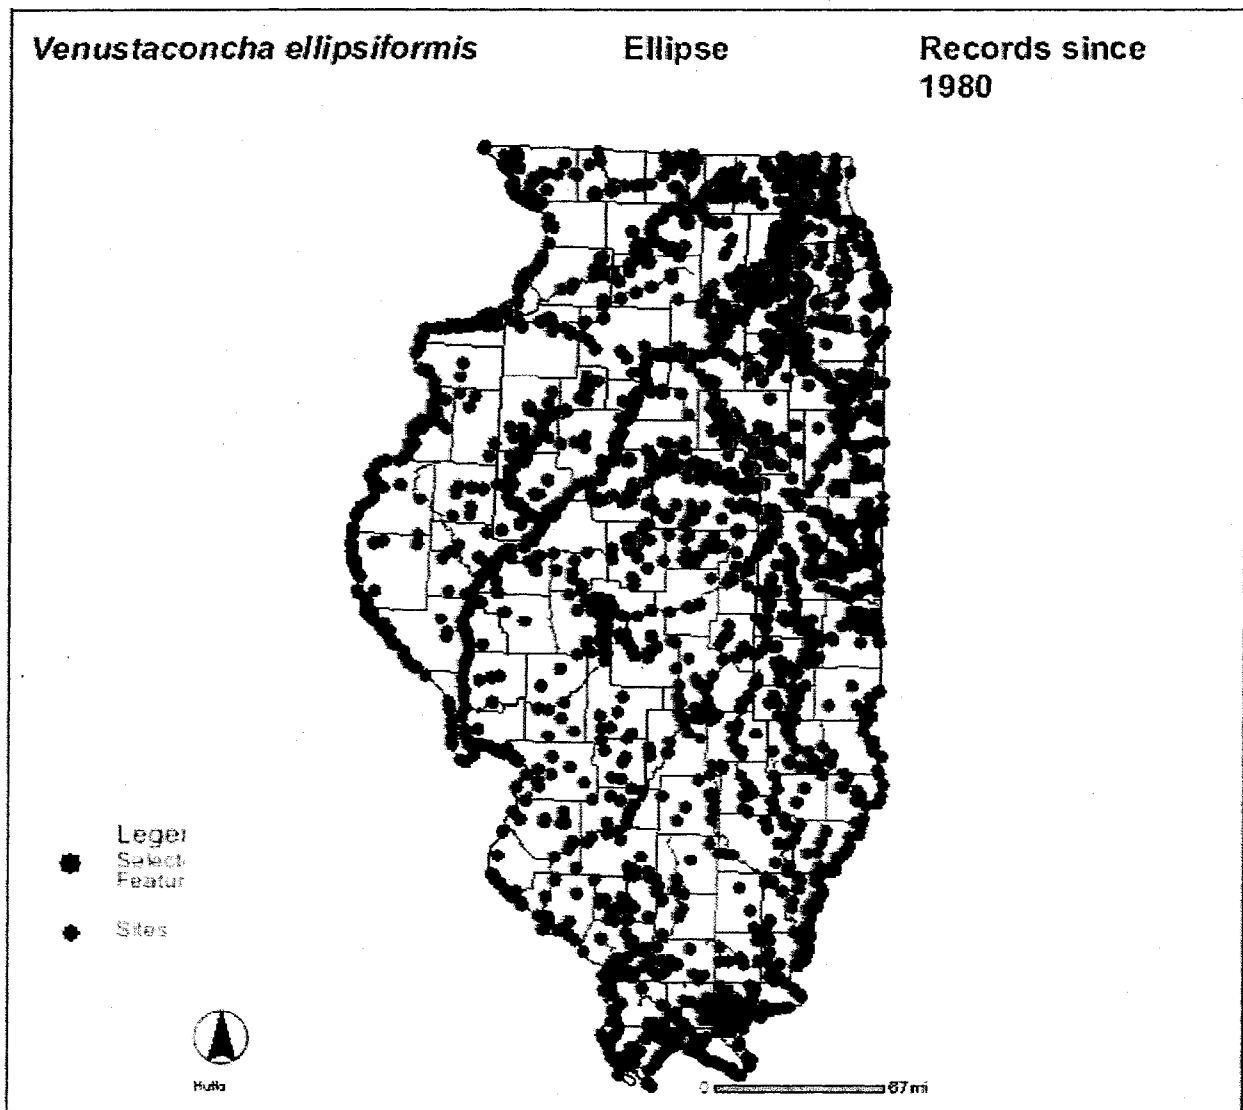 Venustaconcha ellipsiformis
Ellipse
Records since
1980
Leger
Select
Featur
Sites
0 67 mi